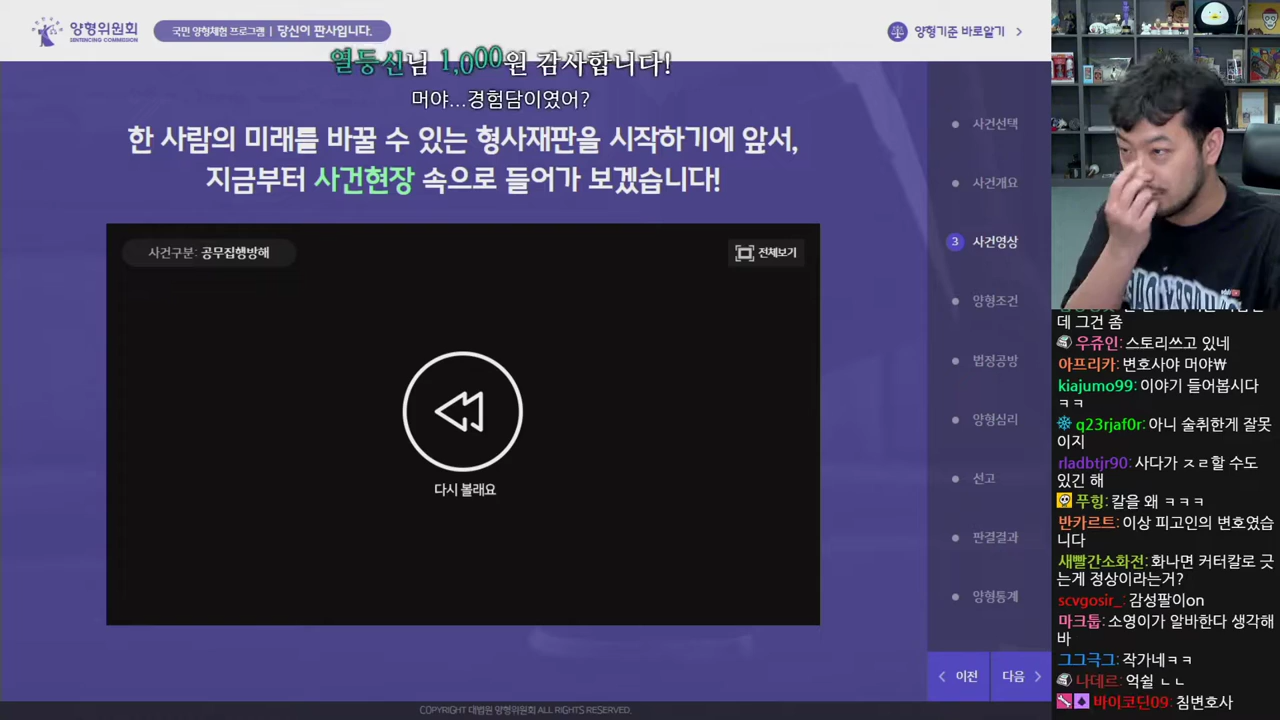 양형위원회
SENTENCING COMMISSION
국민 양형체험 프로그램 | 당신이 판사입니다.
양형기준 바로알기
열등신님 1,000원 감사합니다!
머야...경험담이였어?
한 사람의 미래를 바꿀 수 있는 형사재판을 시작하기에 앞서,
지금부터 사건현장 속으로 들어가 보겠습니다!
사건구분: 공무집행방해
전체보기
다시 볼래요
사건선택
사건개요
3 사건영상
양형조건
법정공방
양형심리
선고
판결결과
양형통계
이전
다음
COPYRIGHT 대법원 양형위원회 ALL RIGHTS RESERVED.
데 그건 좀
우쥬인: 스토리쓰고 있네
아프리카: 변호사야 머야₩
kiajumo99: 이야기 들어봅시다
ㅋㅋ
q23rjaf0r: 아니 술취한게 잘못
이지
rladbtjr90: 사다가 ㅈㄹ할 수도
있긴 해
푸힝: 칼을 왜 ㅋㅋㅋ
반카르트: 이상 피고인의 변호였습
니다
새빨간소화전: 화나면 커터칼로 긋
는게 정상이라는거?
scvgosir_: 감성팔이on
마크툽: 소영이가 알바한다 생각해
바
그그극그: 작가네ㅋㅋ
나데르: 억쉴 ㄴㄴ
바이코딘09: 침변호사